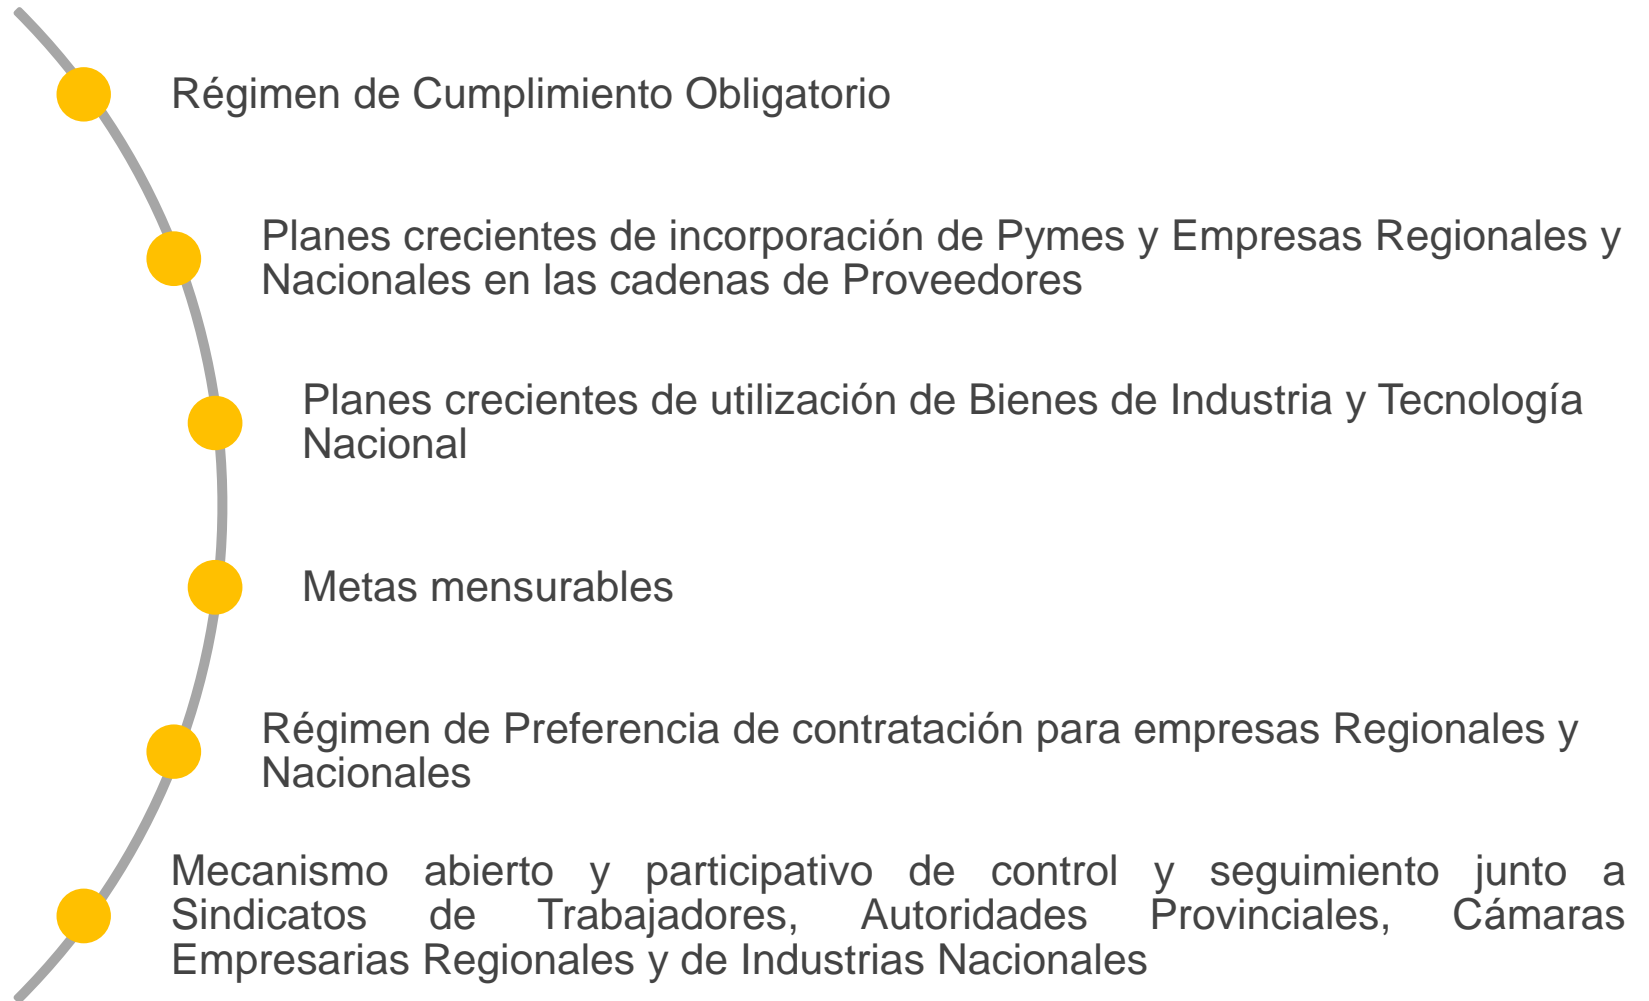 Régimen de Cumplimiento Obligatorio
Planes crecientes de incorporación de Pymes y Empresas Regionales y
Nacionales en las cadenas de Proveedores
Planes crecientes de utilización de Bienes de Industria y Tecnología
Nacional
Metas mensurables
Régimen de Preferencia de contratación para empresas Regionales y
Nacionales
Mecanismo abierto y participativo de control y seguimiento junto a
Sindicatos de Trabajadores, Autoridades Provinciales, Cámaras
Empresarias Regionales y de Industrias Nacionales